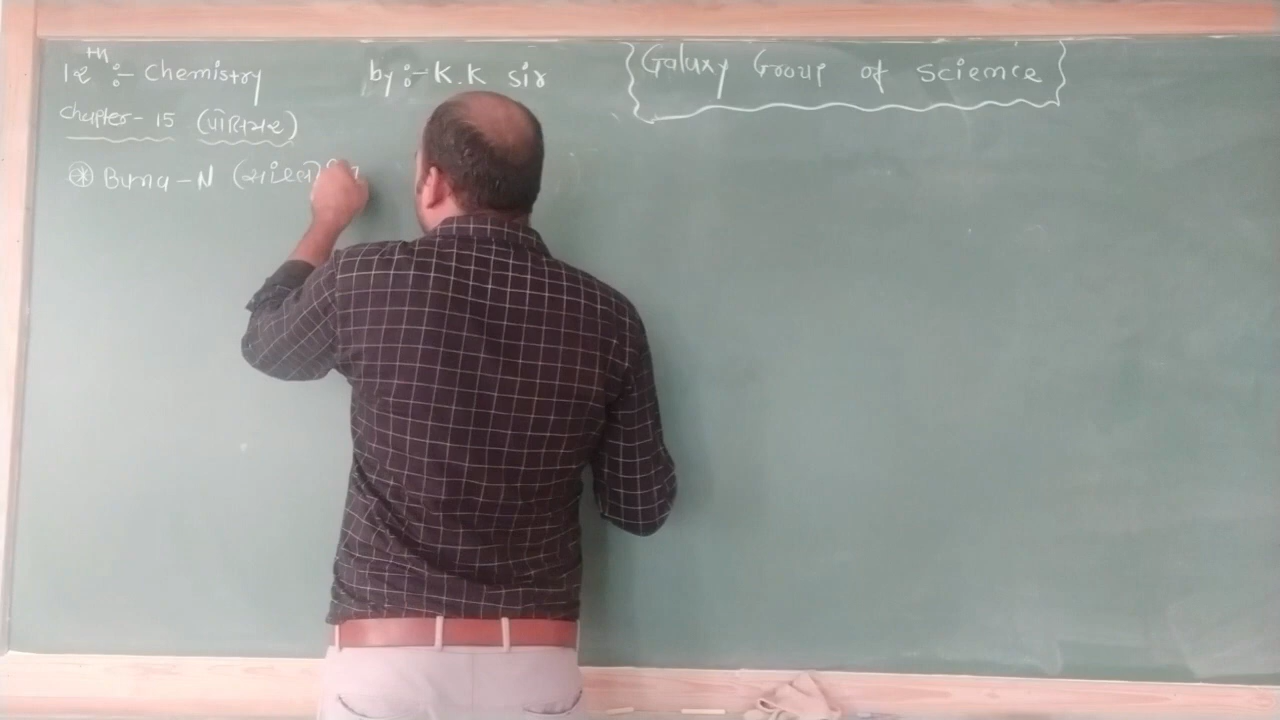 12th :- Chemistry by :- K.K sir Galaxy Group of science
Chapter - 15 (પોલિમર)
Buna - N